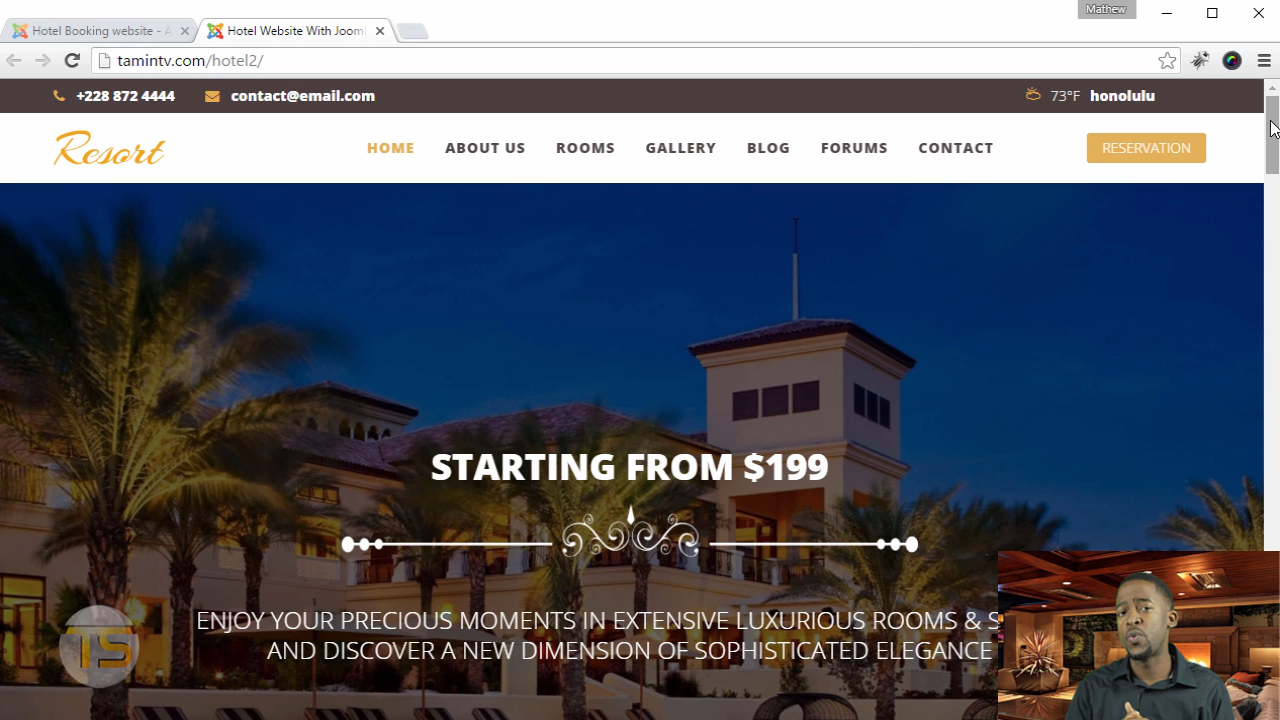 Mathew
Hotel Booking website - A
Hotel Website With Joom
tamintv.com/hotel2/
+228 872 4444 contact@email.com 73°F honolulu
Resort HOME ABOUT US ROOMS GALLERY BLOG FORUMS CONTACT RESERVATION
STARTING FROM $199
ENJOY YOUR PRECIOUS MOMENTS IN EXTENSIVE LUXURIOUS ROOMS & S
AND DISCOVER A NEW DIMENSION OF SOPHISTICATED ELEGANCE
TS